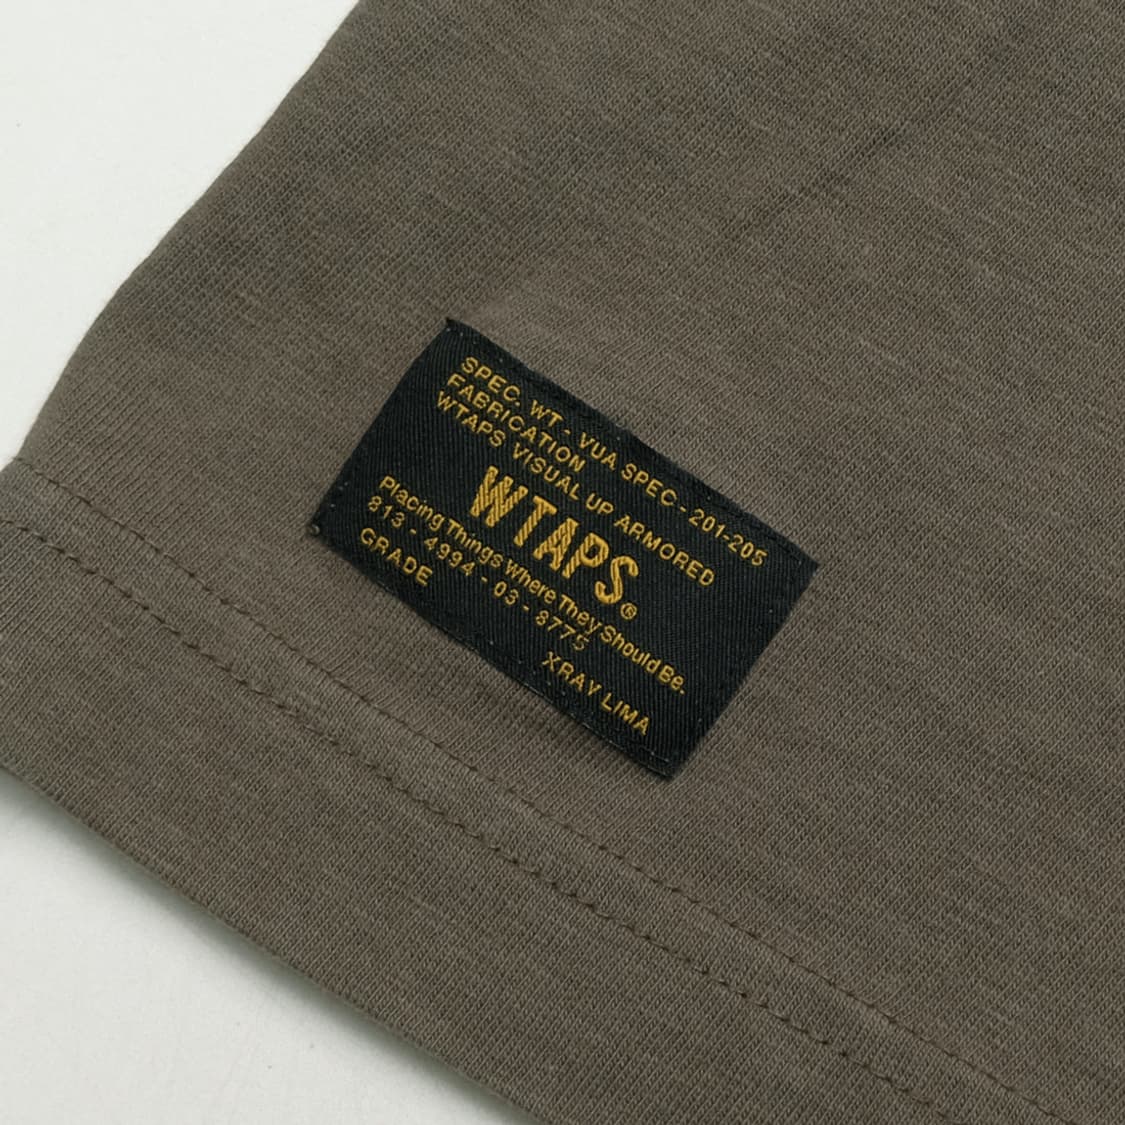 SPEC. WT - VUA SPEC - 201-205
FABRICATION
WTAPS VISUAL UP ARMORED
WTAPS®
Placing Things Where They Should Be.
813 - 4994 - 03 - 8775
GRADE XRAY LIMA